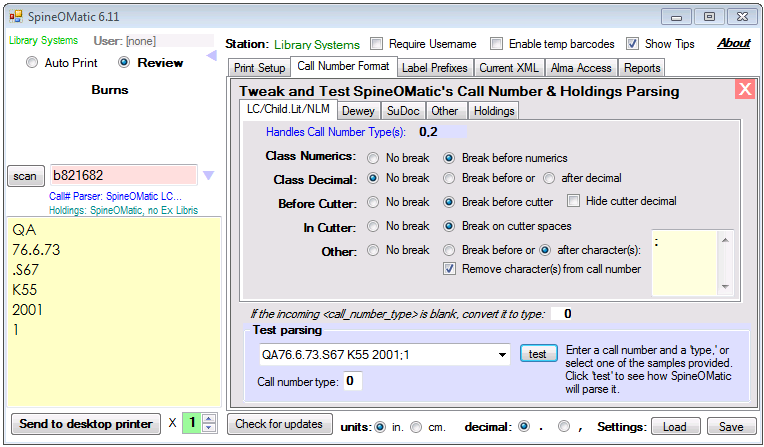 SpineOMatic 6.11
Library Systems User: [none]
Auto Print Review
Burns
scan b821682
Call# Parser: SpineOMatic LC...
Holdings: SpineOMatic, no Ex Libris
QA
76.6.73
.S67
K55
2001
1
Send to desktop printer X 1
Station: Library Systems Require Username Enable temp barcodes Show Tips About
Print Setup Call Number Format Label Prefixes Current XML Alma Access Reports
Tweak and Test SpineOMatic's Call Number & Holdings Parsing X
LC/Child.Lit/NLM Dewey SuDoc Other Holdings
Handles Call Number Type(s): 0,2
Class Numerics: No break Break before numerics
Class Decimal: No break Break before or after decimal
Before Cutter: No break Break before cutter Hide cutter decimal
In Cutter: No break Break on cutter spaces
Other: No break Break before or after character(s): ;
Remove character(s) from call number
If the incoming <call_number_type> is blank, convert it to type: 0
Test parsing
QA76.6.73.S67 K55 2001;1 test
Call number type: 0
Enter a call number and a 'type,' or
select one of the samples provided.
Click 'test' to see how SpineOMatic
will parse it.
Check for updates units: in. cm. decimal: . , Settings: Load Save